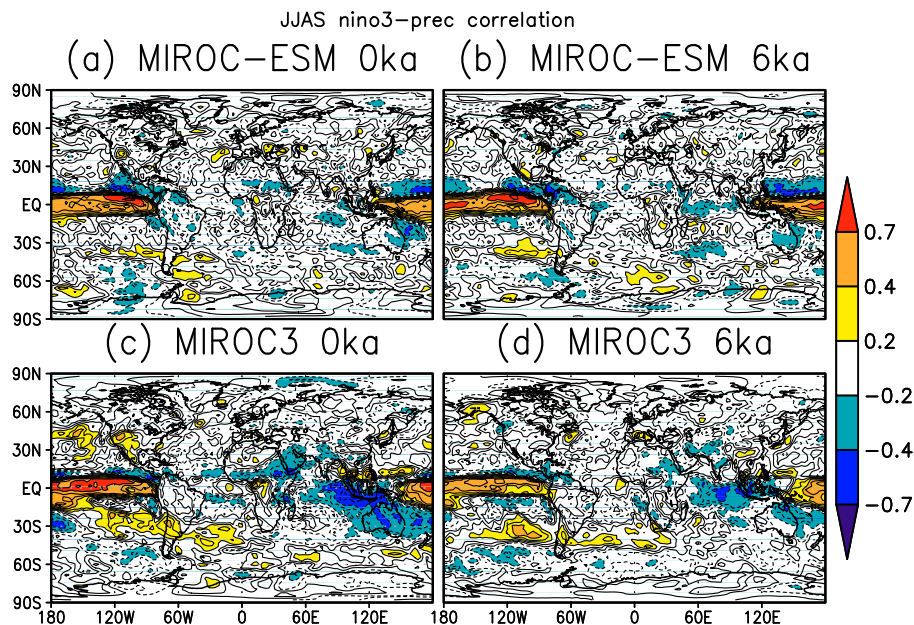 JJAS nino3-prec correlation
(a) MIROC-ESM 0ka
(b) MIROC-ESM 6ka
90N
60N
30N
EQ
30S
60S
90S
(c) MIROC3 0ka
(d) MIROC3 6ka
90N
60N
30N
EQ
30S
60S
90S
180 120W 60W 0 60E 120E
180 120W 60W 0 60E 120E
0.7
0.4
0.2
-0.2
-0.4
-0.7